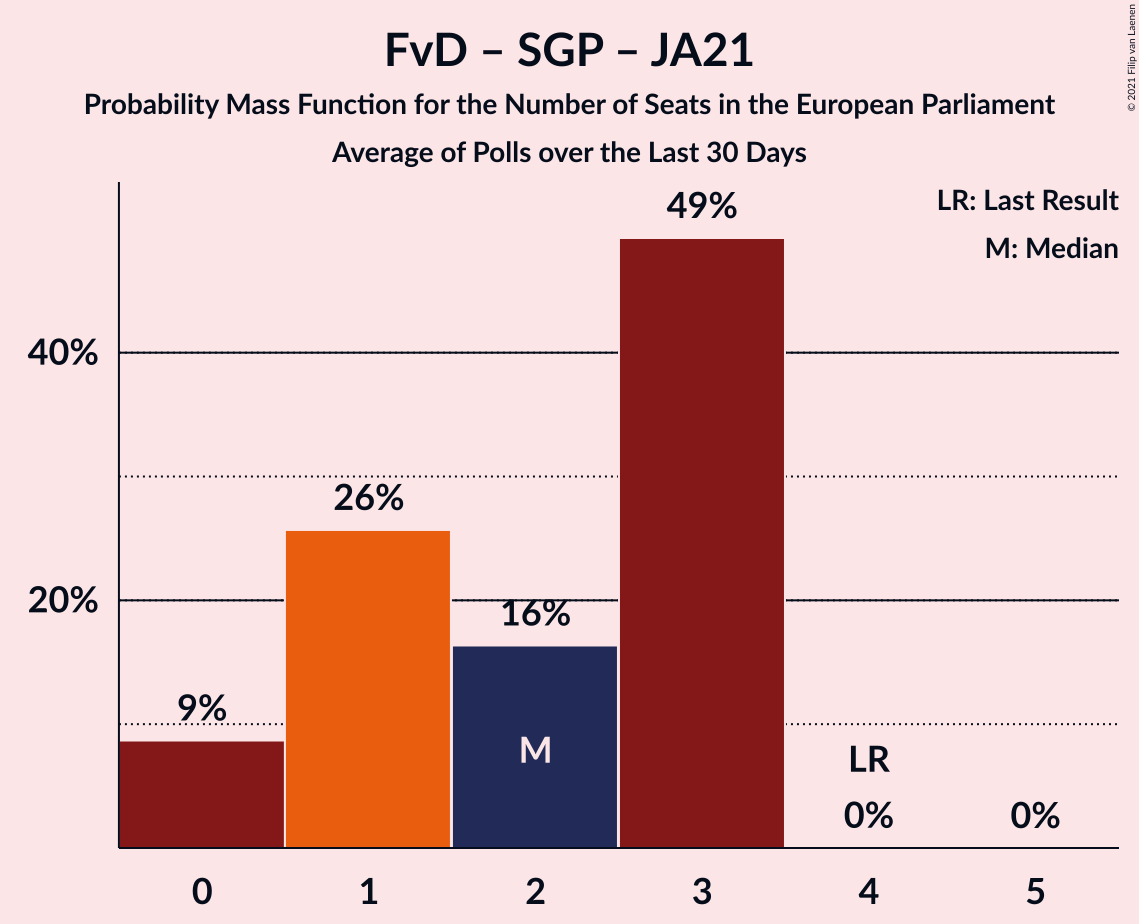 FvD – SGP – JA21
Probability Mass Function for the Number of Seats in the European Parliament
Average of Polls over the Last 30 Days
© 2021 Filip van Laenen
LR: Last Result
M: Median
49%
40%
26%
20%
16%
9%
M
LR
0%
0%
0 1 2 3 4 5